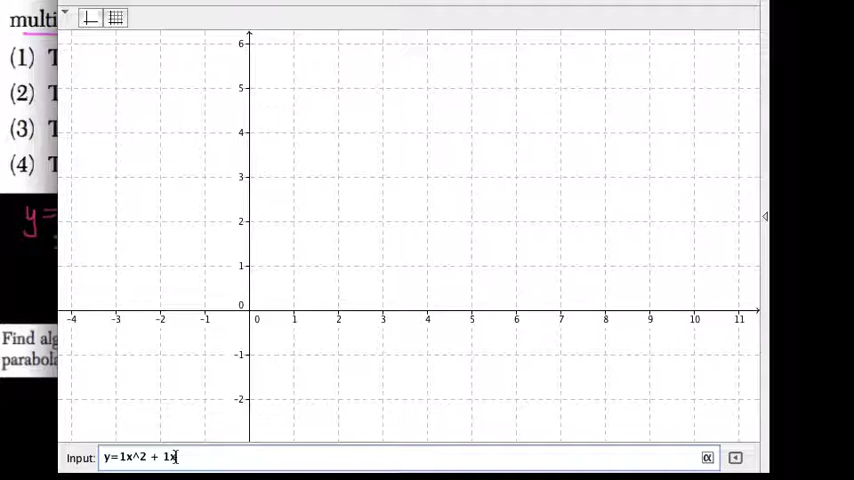 multi
(1) T
(2) T
(3) T
(4) T
y=
Find alg
parabola
6
5
4
3
2
1
0
-4 -3 -2 -1 0 1 2 3 4 5 6 7 8 9 10 11
-1
-2
Input: y=1x^2 + 1x α